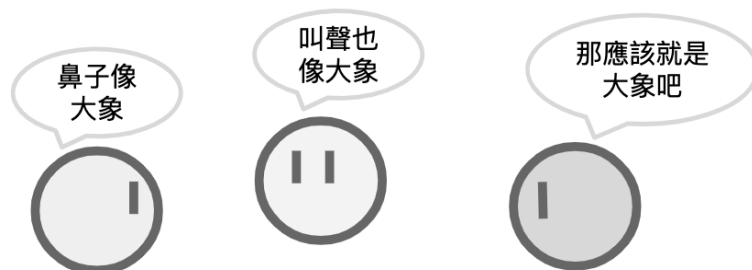 鼻子像
大象
叫聲也
像大象
那應該就是
大象吧